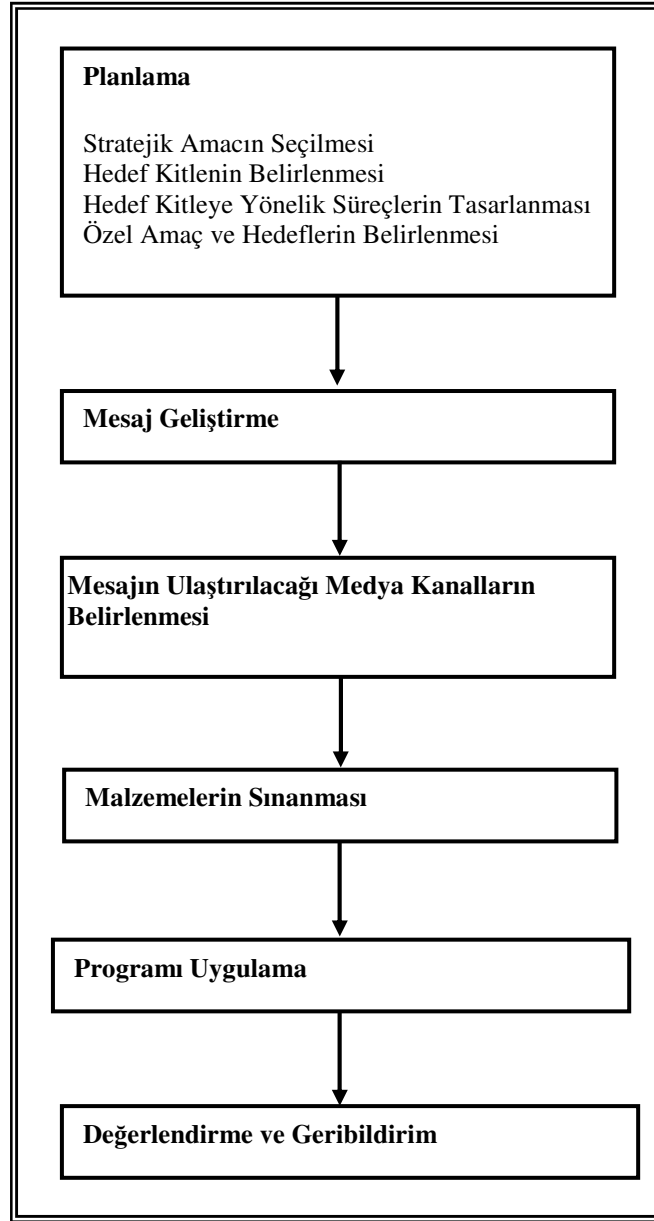 Planlama
Stratejik Amacın Seçilmesi
Hedef Kitlenin Belirlenmesi
Hedef Kitleye Yönelik Süreçlerin Tasarlanması
Özel Amaç ve Hedeflerin Belirlenmesi
Mesaj Geliştirme
Mesajın Ulaştırılacağı Medya Kanalların
Belirlenmesi
Malzemelerin Sınanması
Programı Uygulama
Değerlendirme ve Geribildirim